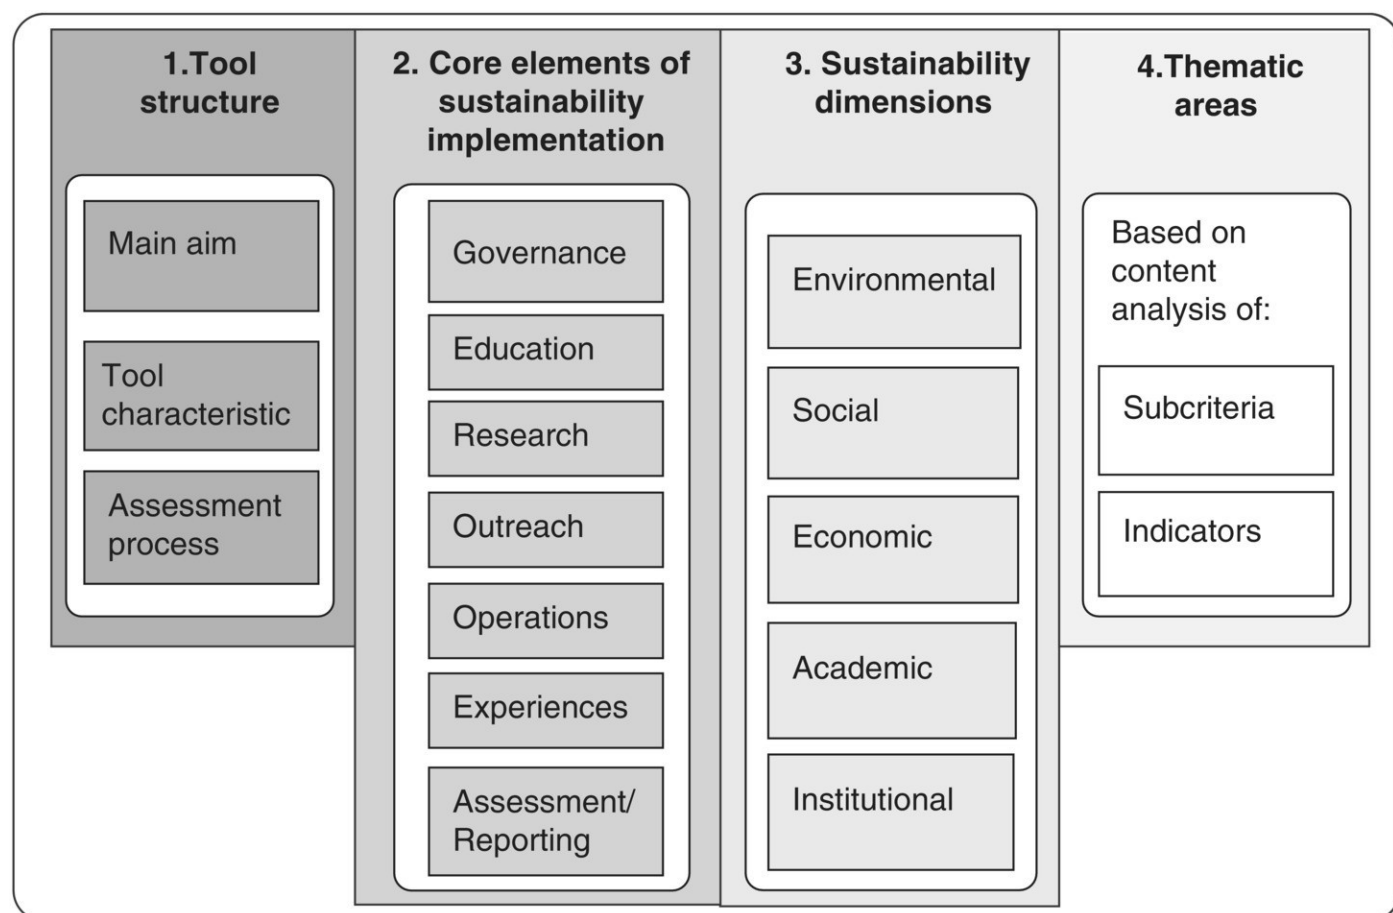 1.Tool
structure
Main aim
Tool
characteristic
Assessment
process
2. Core elements of
sustainability
implementation
Governance
Education
Research
Outreach
Operations
Experiences
Assessment/
Reporting
3. Sustainability
dimensions
Environmental
Social
Economic
Academic
Institutional
4.Thematic
areas
Based on
content
analysis of:
Subcriteria
Indicators